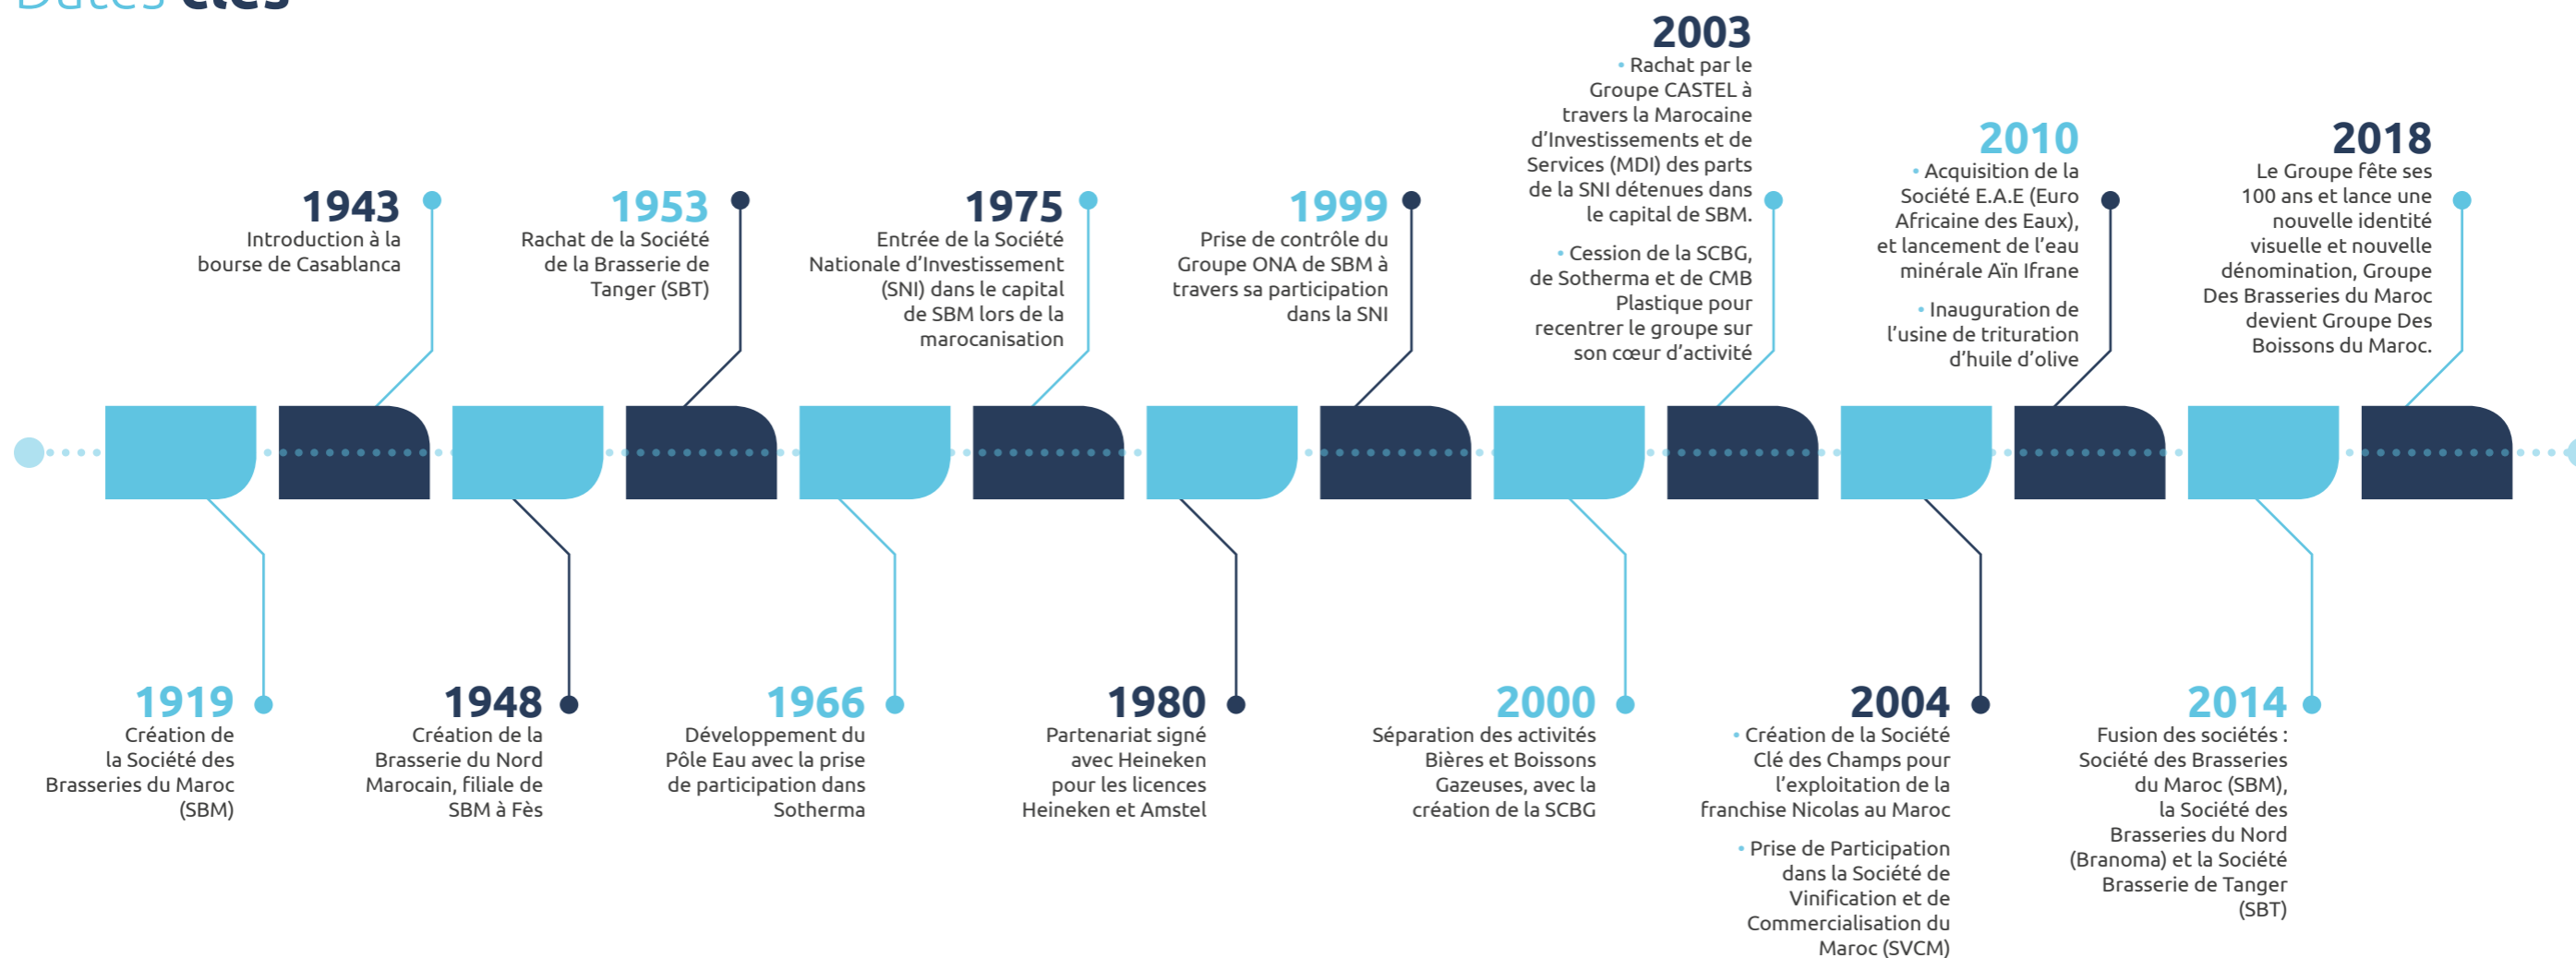 Dates clés
1943
Introduction à la
bourse de Casablanca
1953
Rachat de la Société
de la Brasserie de
Tanger (SBT)
1975
Entrée de la Société
Nationale d’Investissement
(SNI) dans le capital
de SBM lors de la
marocanisation
1999
Prise de contrôle du
Groupe ONA de SBM à
travers sa participation
dans la SNI
2003
• Rachat par le
Groupe CASTEL à
travers la Marocaine
d’Investissements et de
Services (MDI) des parts
de la SNI détenues dans
le capital de SBM.
• Cession de la SCBG,
de Sotherma et de CMB
Plastique pour
recentrer le groupe sur
son cœur d’activité
2010
• Acquisition de la
Société E.A.E (Euro
Africaine des Eaux),
et lancement de l’eau
minérale Aïn Ifrane
• Inauguration de
l’usine de trituration
d’huile d’olive
2018
Le Groupe fête ses
100 ans et lance une
nouvelle identité
visuelle et nouvelle
dénomination, Groupe
Des Brasseries du Maroc
devient Groupe Des
Boissons du Maroc.
1919
Création de
la Société des
Brasseries du Maroc
(SBM)
1948
Création de la
Brasserie du Nord
Marocain, filiale de
SBM à Fès
1966
Développement du
Pôle Eau avec la prise
de participation dans
Sotherma
1980
Partenariat signé
avec Heineken
pour les licences
Heineken et Amstel
2000
Séparation des activités
Bières et Boissons
Gazeuses, avec la
création de la SCBG
2004
• Création de la Société
Clé des Champs pour
l’exploitation de la
franchise Nicolas au Maroc
• Prise de Participation
dans la Société de
Vinification et de
Commercialisation du
Maroc (SVCM)
2014
Fusion des sociétés :
Société des Brasseries
du Maroc (SBM),
la Société des
Brasseries du Nord
(Branoma) et la Société
Brasserie de Tanger
(SBT)